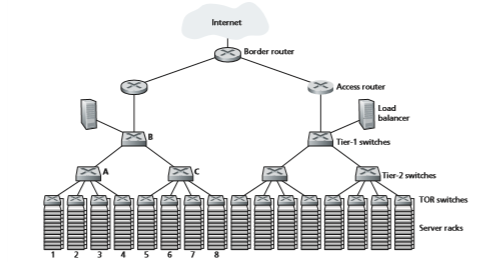 Internet
Border router
Access router
Load
balancer
B
Tier-1 switches
A
C
Tier-2 switches
TOR switches
Server racks
1 2 3 4 5 6 7 8